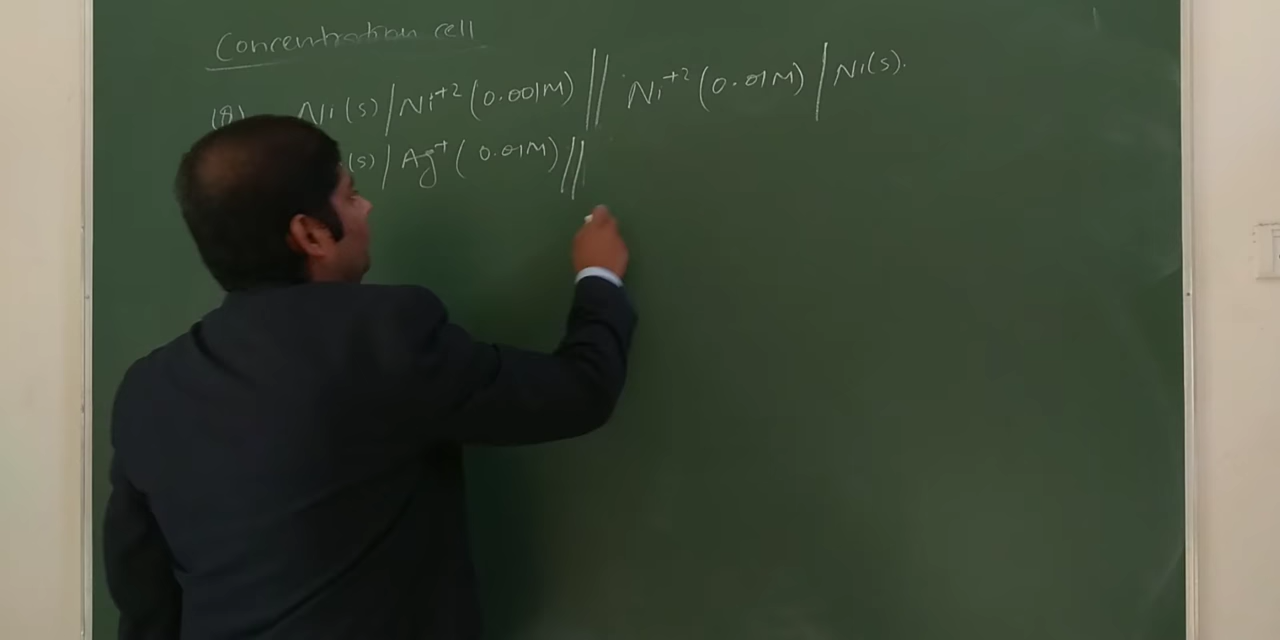 Concentration cell
(A) Ni(s) | Ni⁺² (0.001M) || Ni⁺² (0.01M) | Ni(s).
(s) | Ag⁺ (0.01M) ||